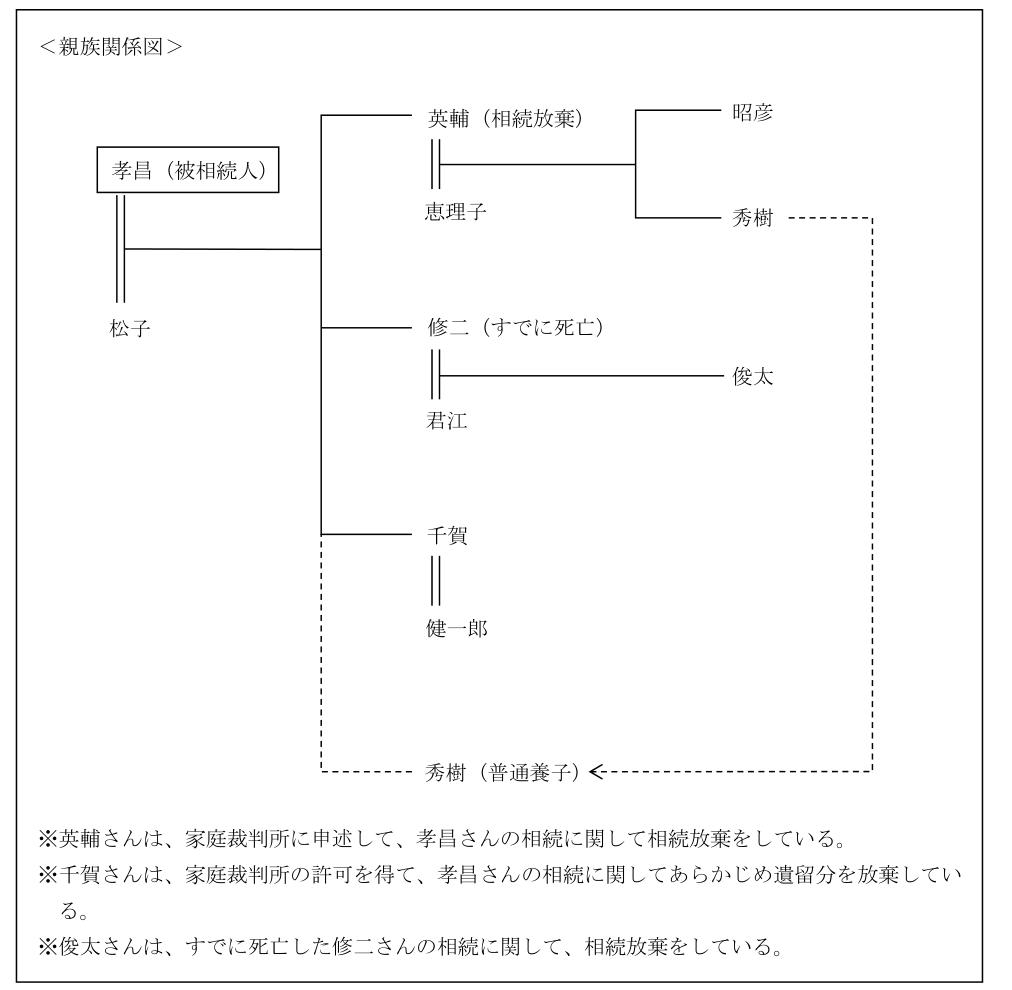 ＜親族関係図＞
英輔（相続放棄）
昭彦
孝昌（被相続人）
恵理子
秀樹
松子
修二（すでに死亡）
俊太
君江
千賀
健一郎
秀樹（普通養子）
※英輔さんは、家庭裁判所に申述して、孝昌さんの相続に関して相続放棄をしている。
※千賀さんは、家庭裁判所の許可を得て、孝昌さんの相続に関してあらかじめ遺留分を放棄してい
る。
※俊太さんは、すでに死亡した修二さんの相続に関して、相続放棄をしている。